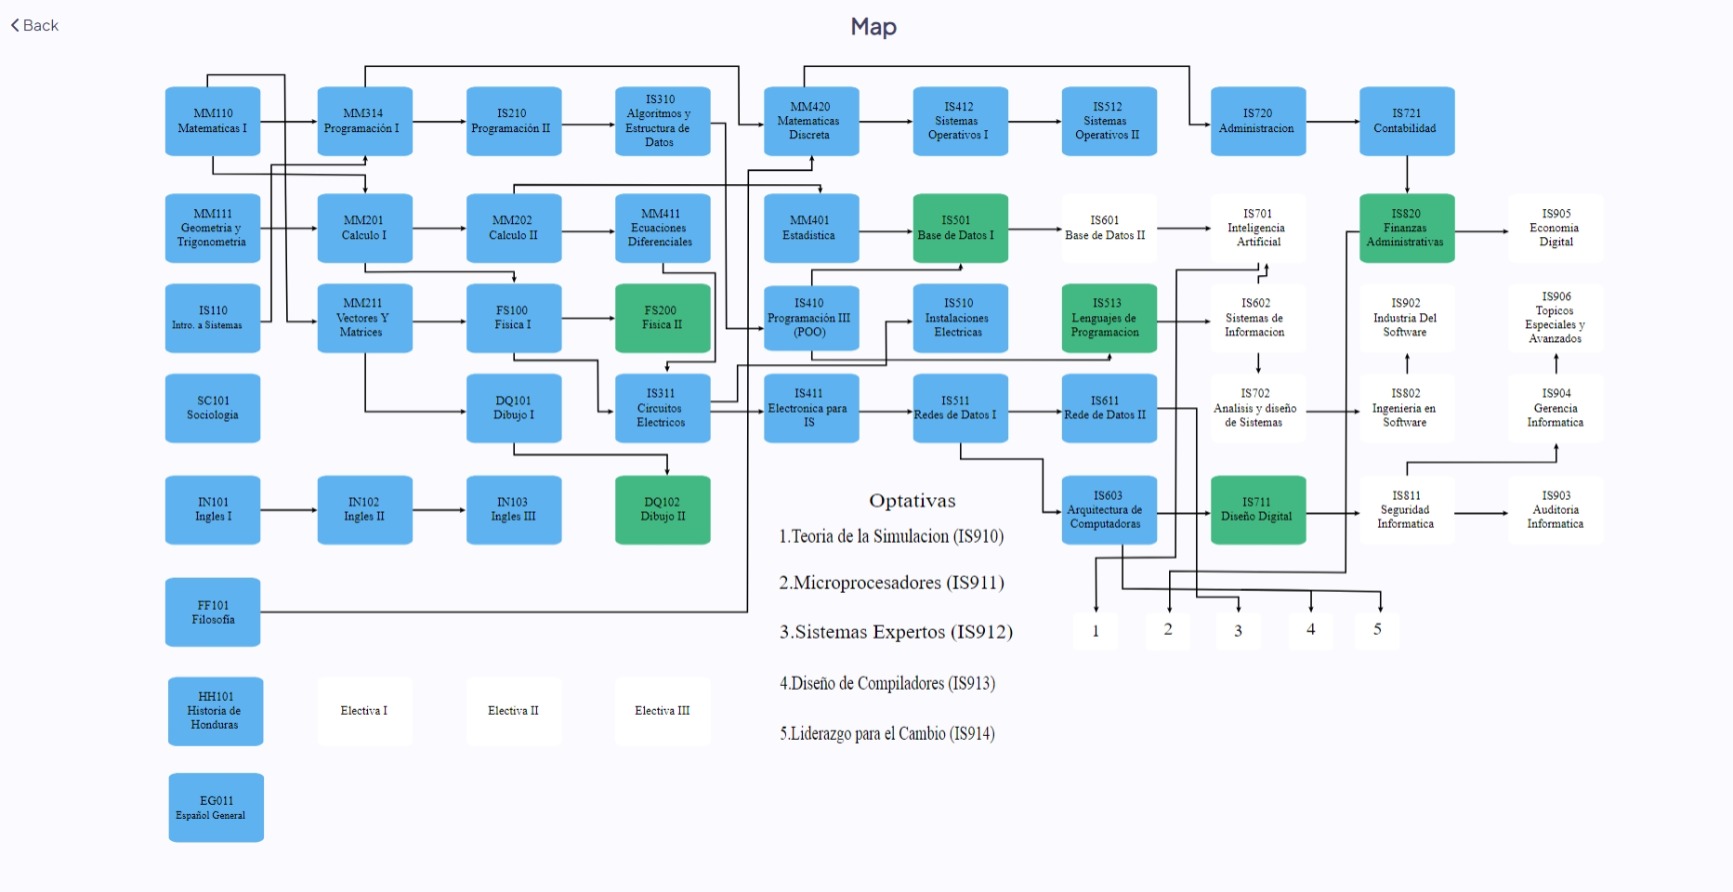 Back
Map
MM110
Matematicas I
MM314
Programación I
IS210
Programación II
IS310
Algoritmos y
Estructura de
Datos
MM420
Matematicas
Discreta
IS412
Sistemas
Operativos I
IS512
Sistemas
Operativos II
IS720
Administracion
IS721
Contabilidad
MM111
Geometria y
Trigonometria
MM201
Calculo I
MM202
Calculo II
MM411
Ecuaciones
Diferenciales
MM401
Estadistica
IS501
Base de Datos I
IS601
Base de Datos II
IS701
Inteligencia
Artificial
IS820
Finanzas
Administrativas
IS905
Economia
Digital
IS110
Intro. a Sistemas
MM211
Vectores Y
Matrices
FS100
Fisica I
FS200
Fisica II
IS410
Programación III
(POO)
IS510
Instalaciones
Electricas
IS513
Lenguajes de
Programacion
IS602
Sistemas de
Informacion
IS902
Industria Del
Software
IS906
Topicos
Especiales y
Avanzados
SC101
Sociologia
DQ101
Dibujo I
IS311
Circuitos
Electricos
IS411
Electronica para
IS
IS511
Redes de Datos I
IS611
Rede de Datos II
IS702
Analisis y diseño
de Sistemas
IS802
Ingenieria en
Software
IS904
Gerencia
Informatica
IN101
Ingles I
IN102
Ingles II
IN103
Ingles III
DQ102
Dibujo II
IS603
Arquitectura de
Computadoras
IS711
Diseño Digital
IS811
Seguridad
Informatica
IS903
Auditoria
Informatica
Optativas
1.Teoria de la Simulacion (IS910)
2.Microprocesadores (IS911)
3.Sistemas Expertos (IS912)
4.Diseño de Compiladores (IS913)
5.Liderazgo para el Cambio (IS914)
1
2
3
4
5
FF101
Filosofía
HH101
Historia de
Honduras
Electiva I
Electiva II
Electiva III
EG011
Español General